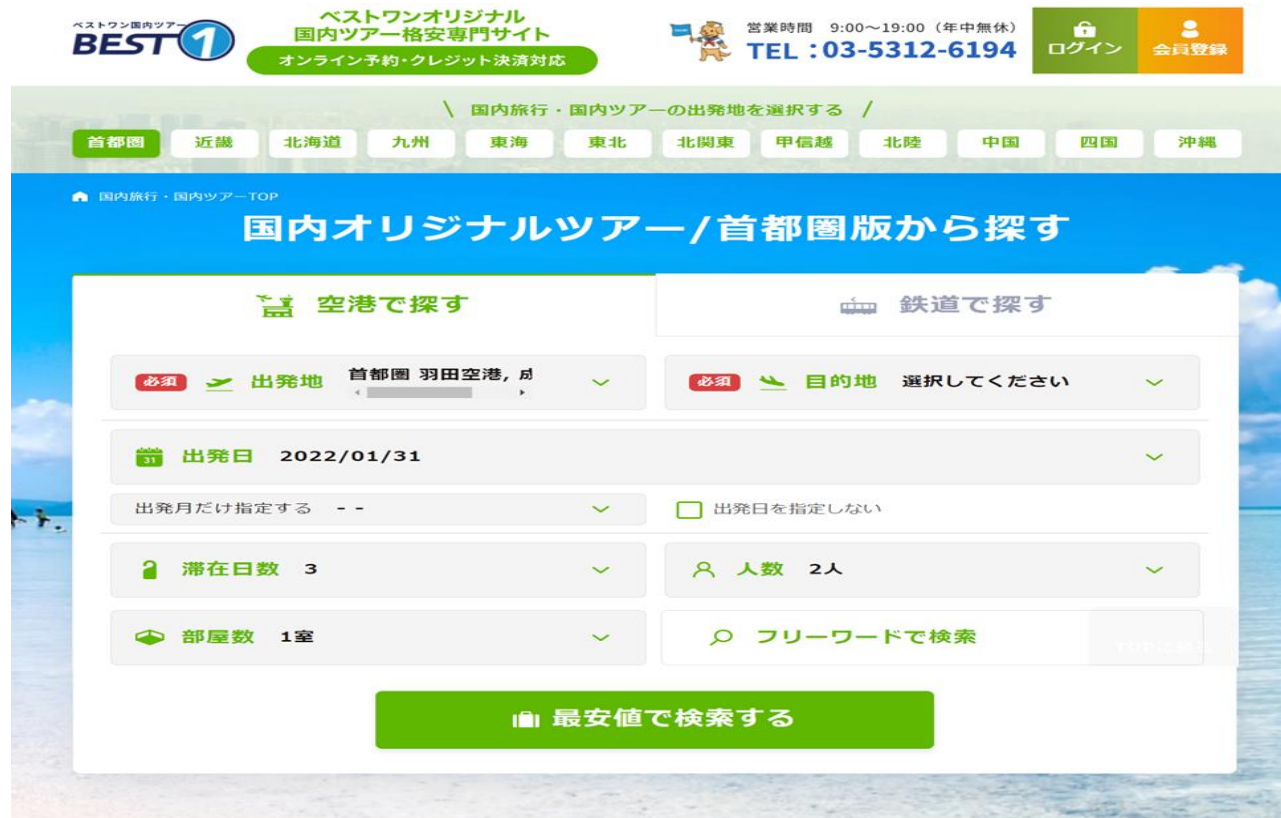 ベストワン国内ツアー
BEST1
ベストワンオリジナル
国内ツアー格安専門サイト
オンライン予約・クレジット決済対応
営業時間 9:00～19:00（年中無休）
TEL：03-5312-6194
ログイン
会員登録
\ 国内旅行・国内ツアーの出発地を選択する /
首都圏 近畿 北海道 九州 東海 東北 北関東 甲信越 北陸 中国 四国 沖縄
国内旅行・国内ツアーTOP
国内オリジナルツアー/首都圏版から探す
空港で探す
鉄道で探す
必須 出発地 首都圏 羽田空港, 成
必須 目的地 選択してください
31 出発日 2022/01/31
出発月だけ指定する --
出発日を指定しない
滞在日数 3
人数 2人
部屋数 1室
フリーワードで検索
最安値で検索する